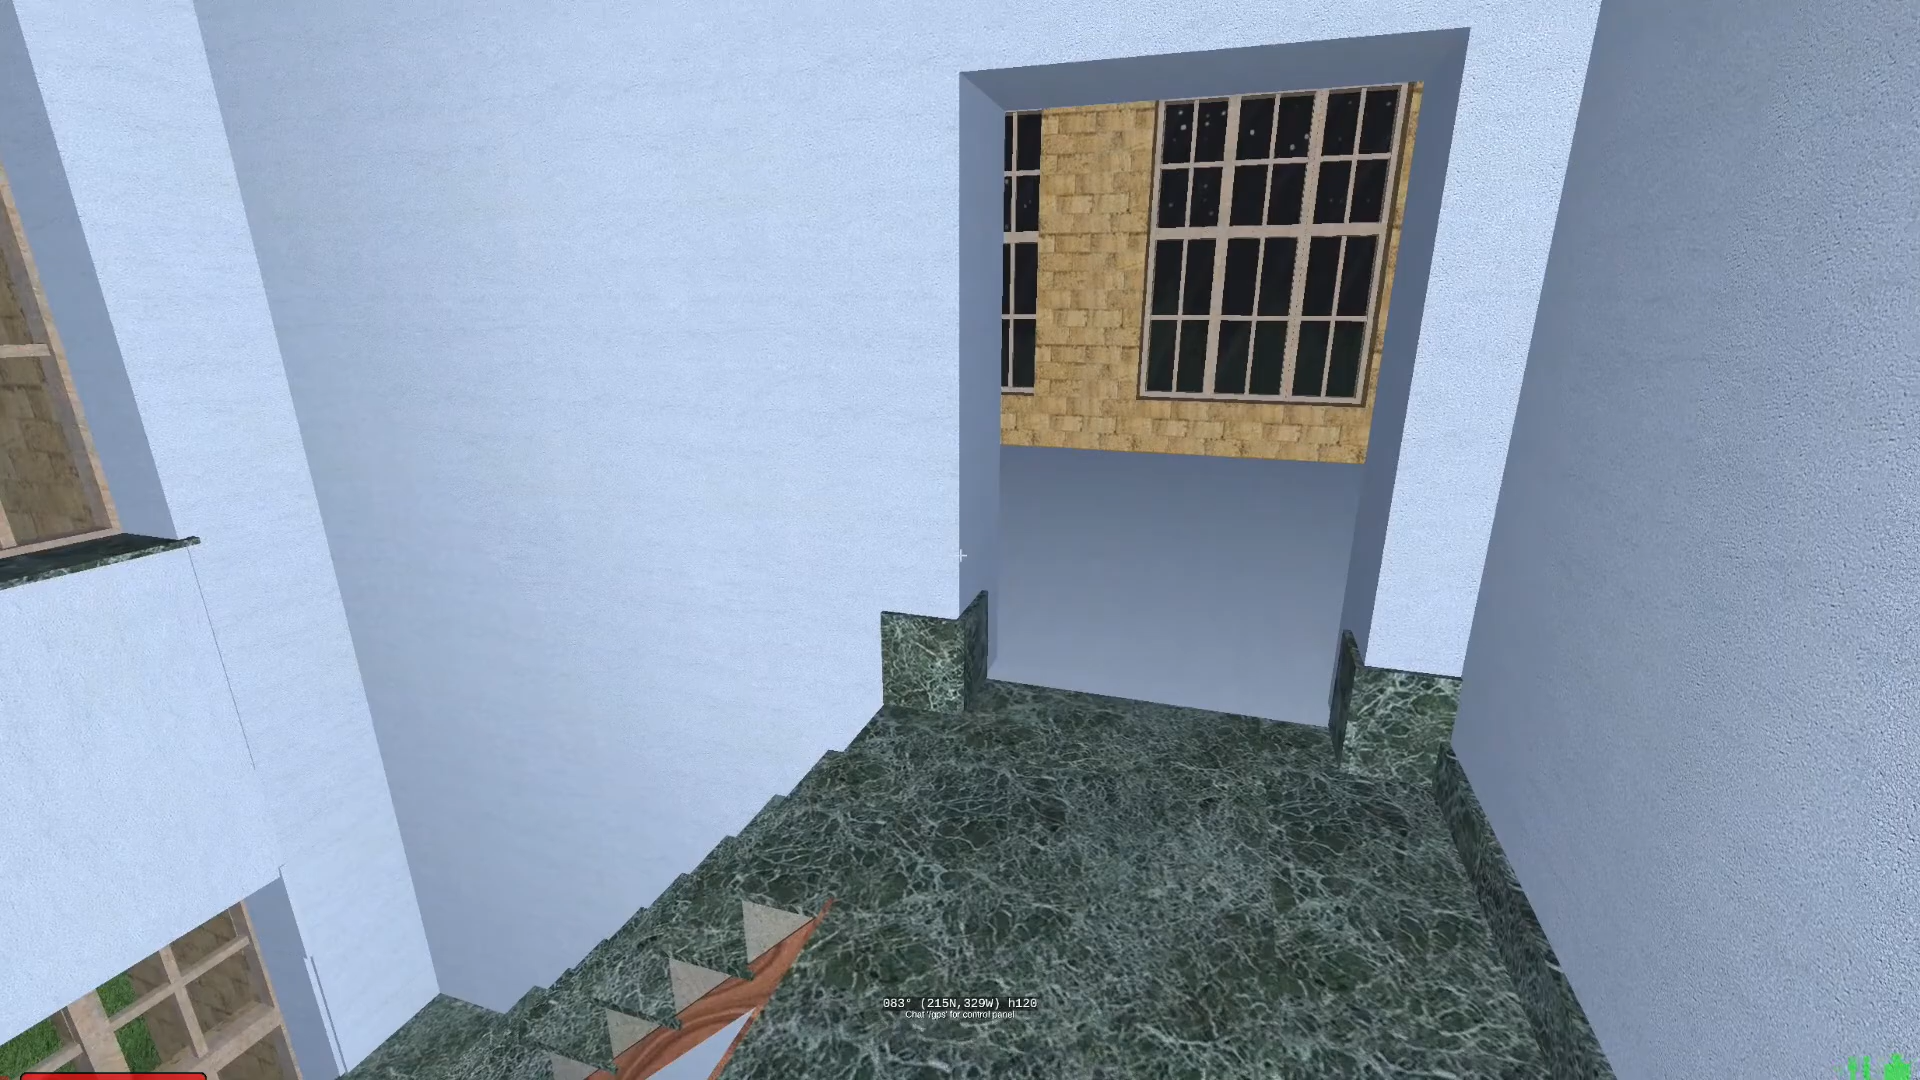 083° (215N,329W) h120
Chat '/gps' for control panel